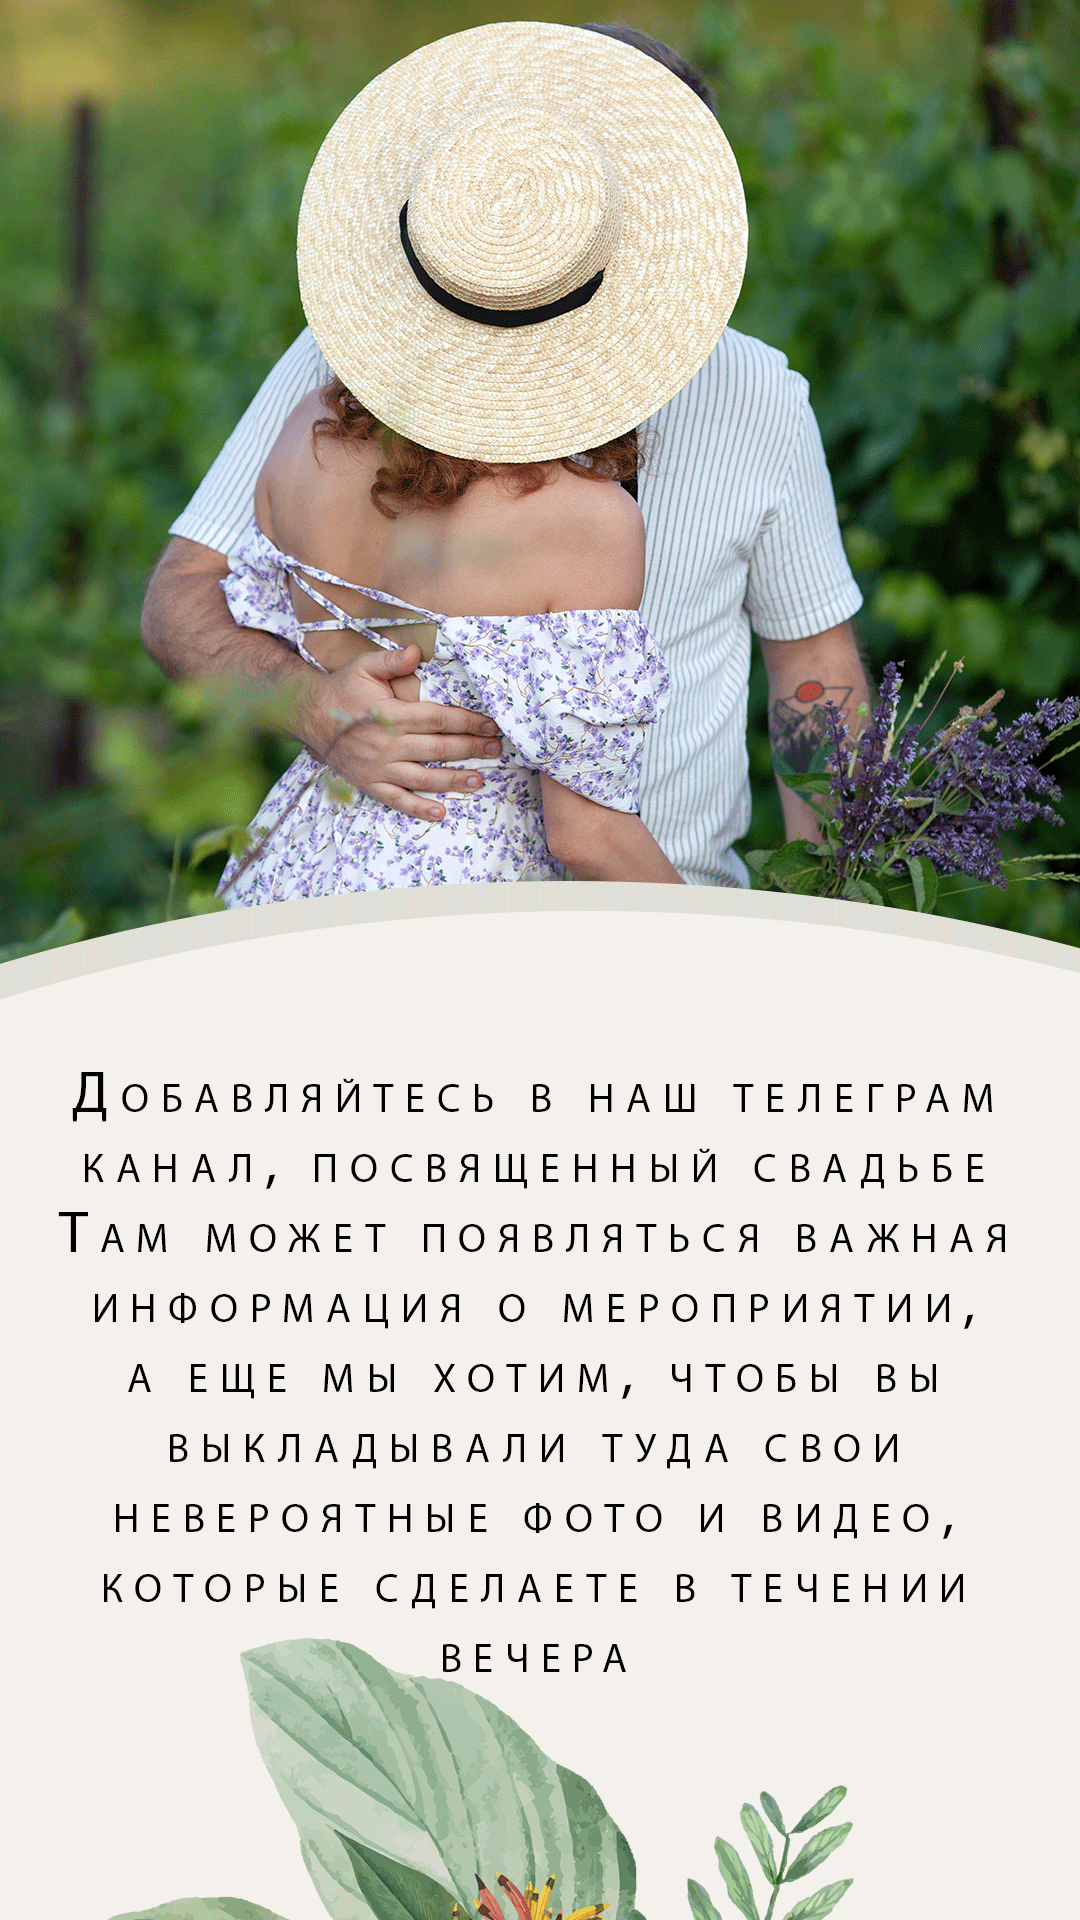 Добавляйтесь в наш телеграм
канал, посвященный свадьбе
Там может появляться важная
информация о мероприятии,
а еще мы хотим, чтобы вы
выкладывали туда свои
невероятные фото и видео,
которые сделаете в течении
вечера